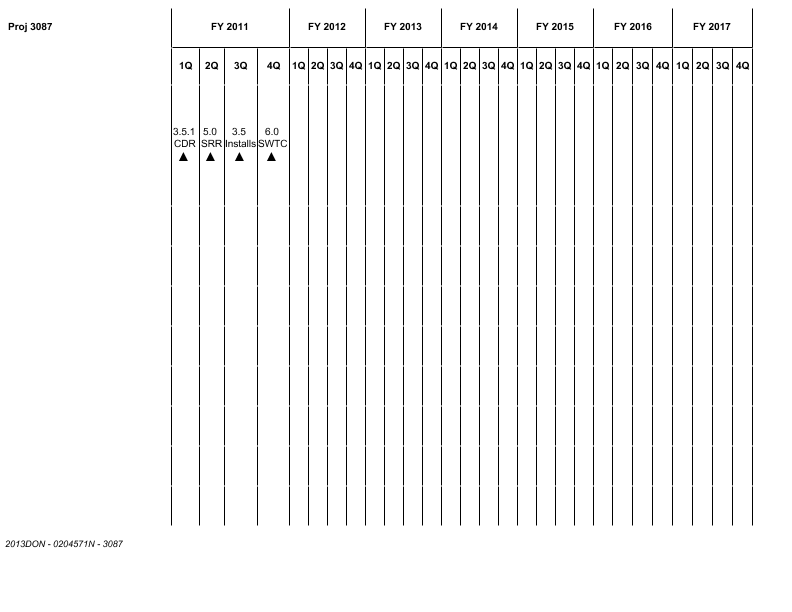 Proj 3087 FY 2011 FY 2012 FY 2013 FY 2014 FY 2015 FY 2016 FY 2017
1Q 2Q 3Q 4Q 1Q 2Q 3Q 4Q 1Q 2Q 3Q 4Q 1Q 2Q 3Q 4Q 1Q 2Q 3Q 4Q 1Q 2Q 3Q 4Q 1Q 2Q 3Q 4Q
3.5.1 5.0 3.5 6.0
CDR SRR Installs SWTC
2013DON - 0204571N - 3087